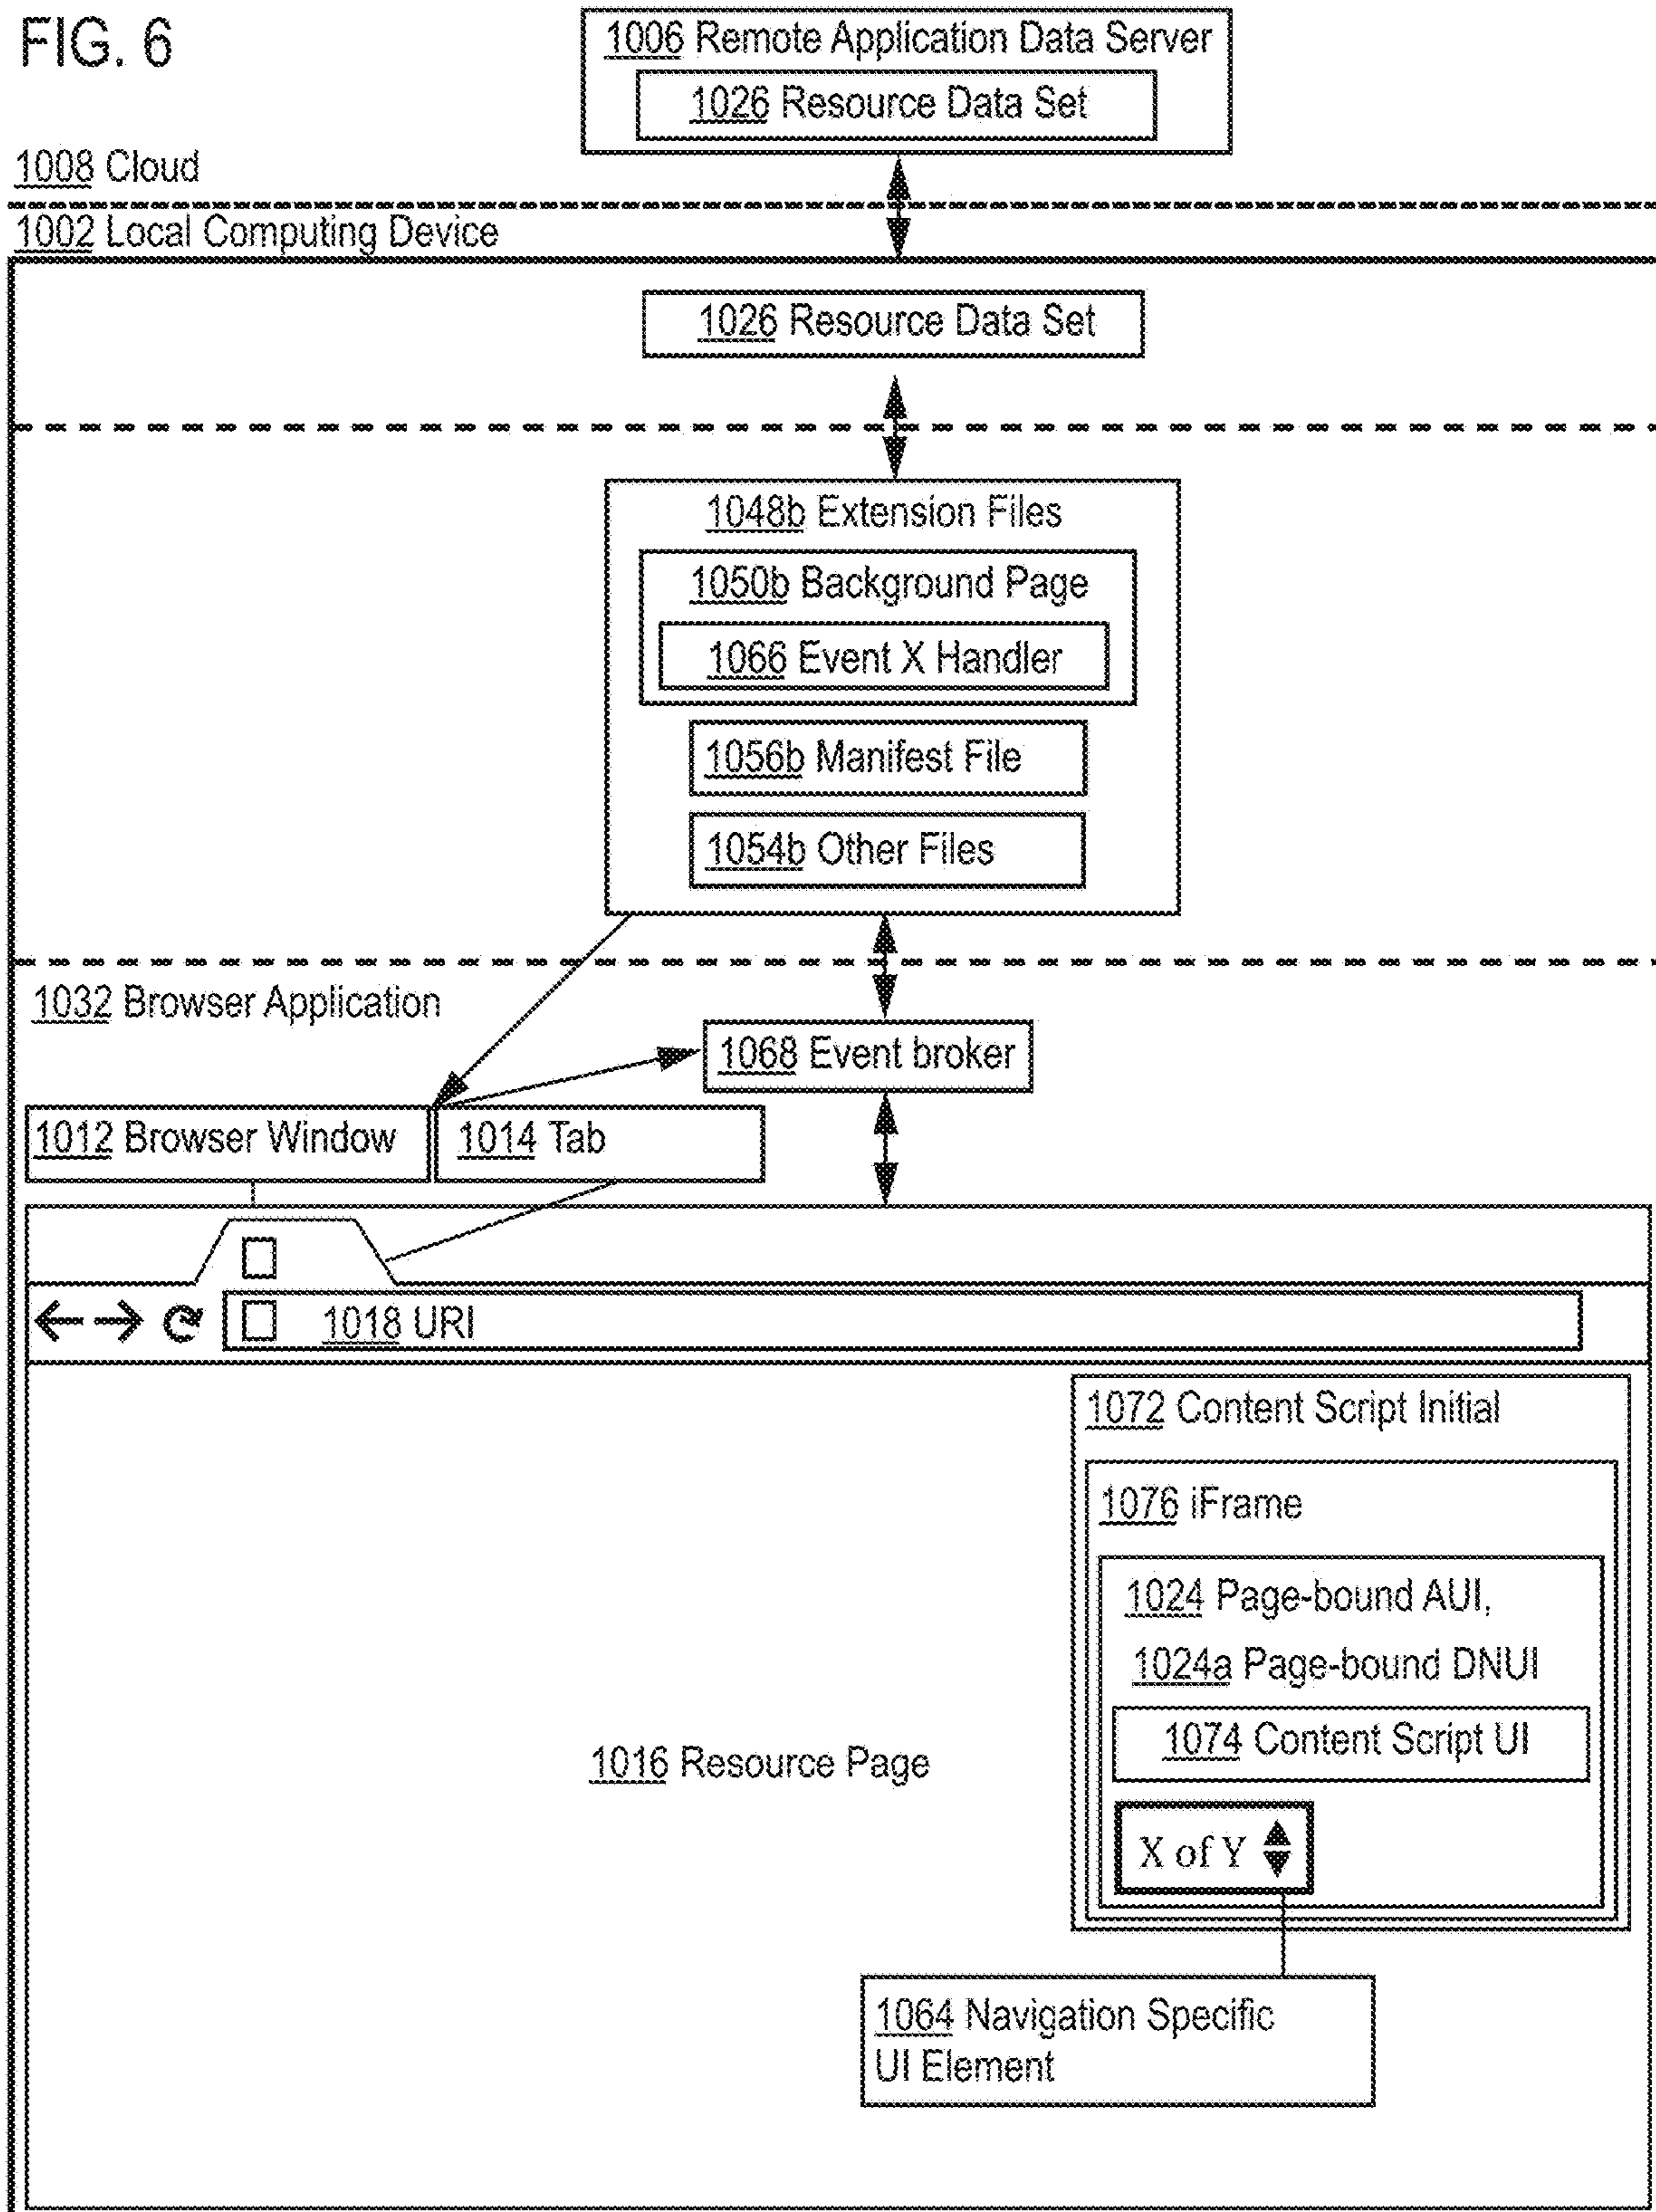 FIG. 6
1006 Remote Application Data Server
1026 Resource Data Set
1008 Cloud
1002 Local Computing Device
1026 Resource Data Set
1048b Extension Files
1050b Background Page
1066 Event X Handler
1056b Manifest File
1054b Other Files
1032 Browser Application
1068 Event broker
1012 Browser Window
1014 Tab
1018 URI
1072 Content Script Initial
1076 iFrame
1024 Page-bound AUI,
1024a Page-bound DNUI
1074 Content Script UI
1016 Resource Page
X of Y
1064 Navigation Specific
UI Element